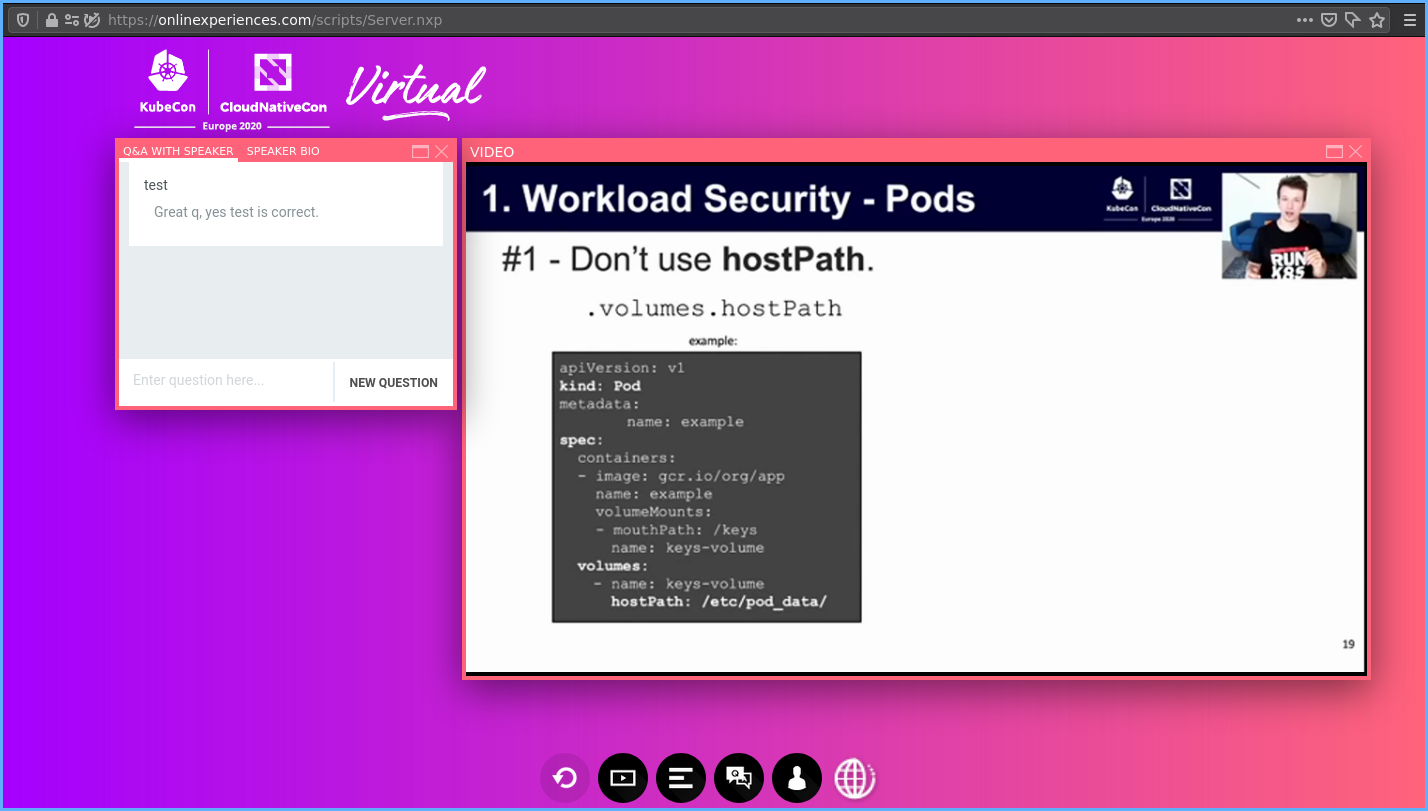 https://onlinexperiences.com/scripts/Server.nxp
KubeCon
CloudNativeCon
Virtual
Europe 2020
Q&A WITH SPEAKER SPEAKER BIO
test
Great q, yes test is correct.
Enter question here...
NEW QUESTION
VIDEO
1. Workload Security - Pods
KubeCon
CloudNativeCon
Europe 2020
RUN
K8S
#1 - Don't use hostPath.
.volumes.hostPath
example:
apiVersion: v1
kind: Pod
metadata:
name: example
spec:
containers:
- image: gcr.io/org/app
name: example
volumeMounts:
- mouthPath: /keys
name: keys-volume
volumes:
- name: keys-volume
hostPath: /etc/pod_data/
19